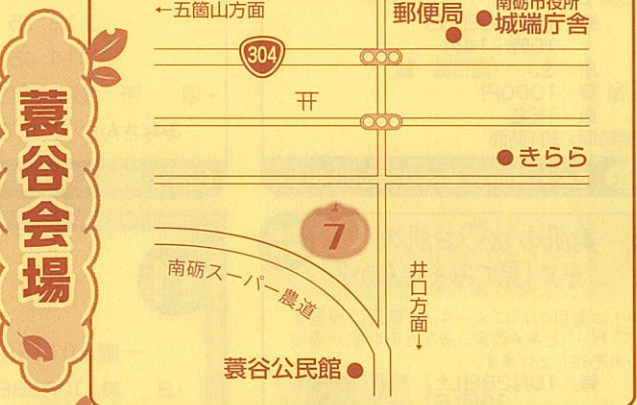 ←五箇山方面
郵便局
南砺市役所
城端庁舎
304
きらら
7
南砺スーパー農道
井口方面→
蓑谷公民館
蓑谷会場